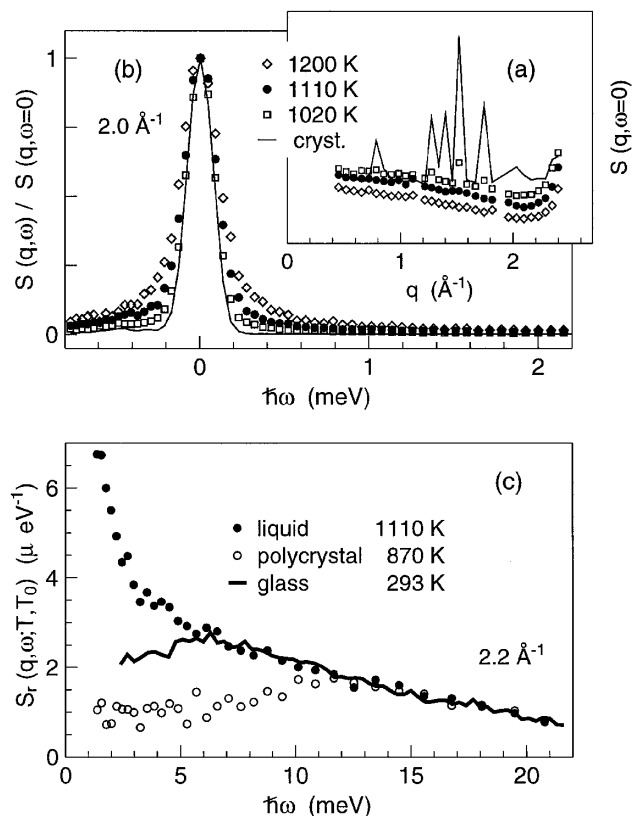 (b)
2.0 Å⁻¹
1
0
S (q,ω) / S (q,ω=0)
0
1
2
ℏω (meV)
(a)
◇ 1200 K
● 1110 K
□ 1020 K
— cryst.
0
1
2
q (Å⁻¹)
S (q,ω=0)
(c)
● liquid 1110 K
○ polycrystal 870 K
— glass 293 K
2.2 Å⁻¹
6
4
2
0
Sᵣ (q,ω;T,T₀) (μ eV⁻¹)
0
5
10
15
20
ℏω (meV)